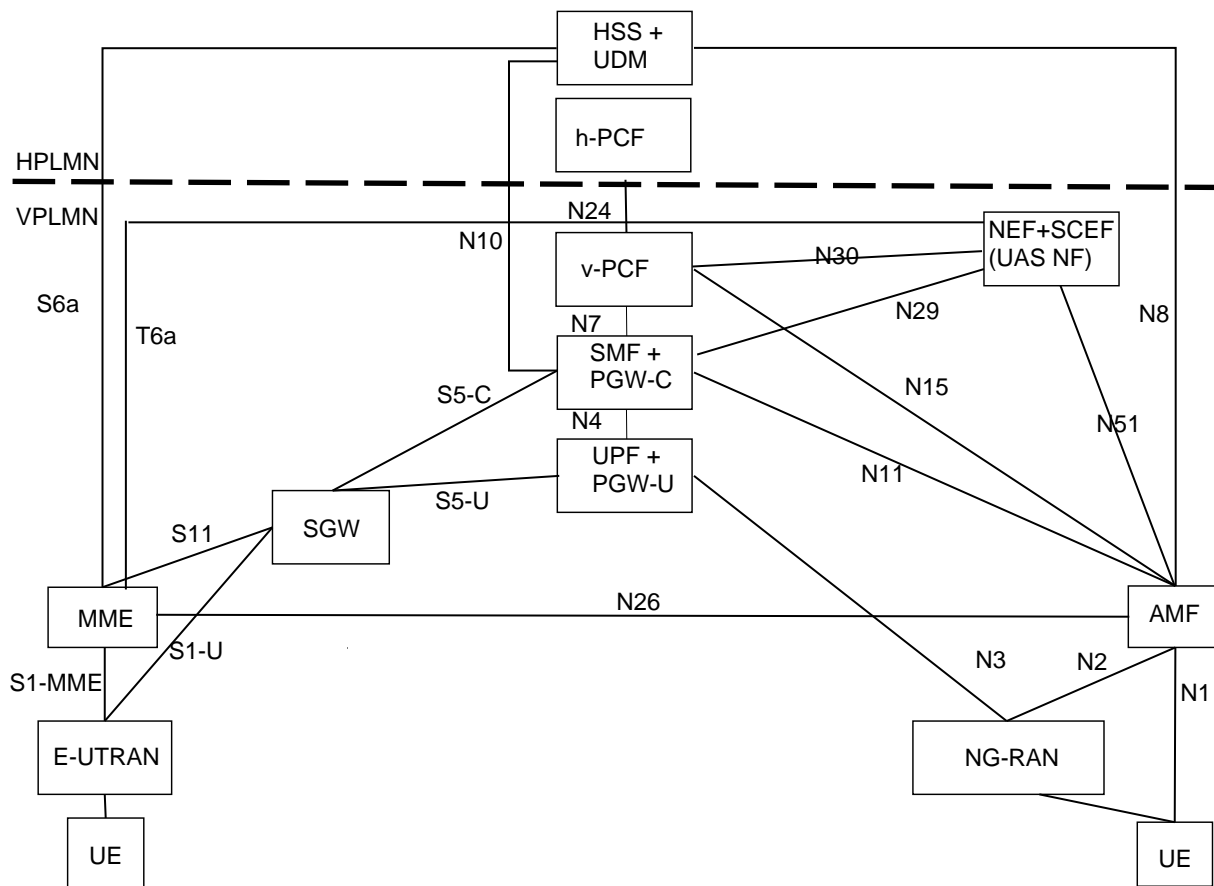 HSS +
UDM
h-PCF
HPLMN
VPLMN
N24
N10
v-PCF
N30
NEF+SCEF
(UAS NF)
S6a
T6a
N7
N29
N8
SMF +
PGW-C
S5-C
N15
N4
N51
UPF +
PGW-U
N11
S5-U
SGW
S11
MME
N26
AMF
S1-U
S1-MME
N3
N2
N1
E-UTRAN
NG-RAN
UE
UE